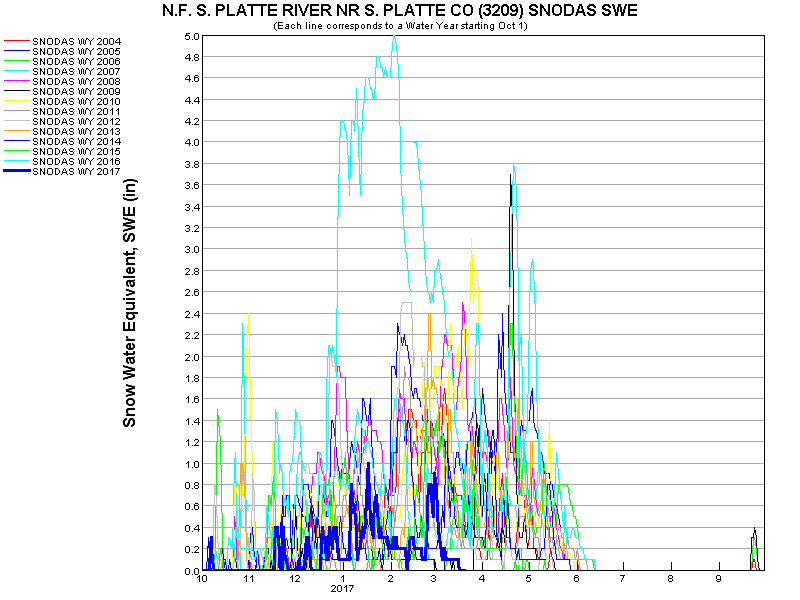 N.F. S. PLATTE RIVER NR S. PLATTE CO (3209) SNODAS SWE
(Each line corresponds to a Water Year starting Oct 1)
SNODAS WY 2004
SNODAS WY 2005
SNODAS WY 2006
SNODAS WY 2007
SNODAS WY 2008
SNODAS WY 2009
SNODAS WY 2010
SNODAS WY 2011
SNODAS WY 2012
SNODAS WY 2013
SNODAS WY 2014
SNODAS WY 2015
SNODAS WY 2016
SNODAS WY 2017
Snow Water Equivalent, SWE (in)
5.0
4.8
4.6
4.4
4.2
4.0
3.8
3.6
3.4
3.2
3.0
2.8
2.6
2.4
2.2
2.0
1.8
1.6
1.4
1.2
1.0
0.8
0.6
0.4
0.2
0.0
10 11 12 1 2 3 4 5 6 7 8 9
2017